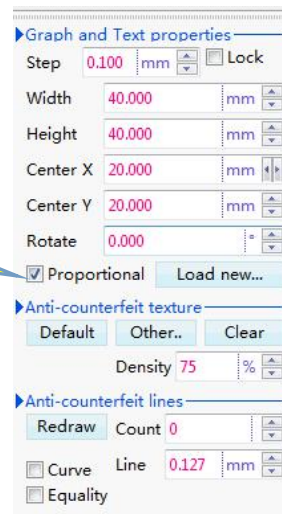 Graph and Text properties
Step 0.100 mm Lock
Width 40.000 mm
Height 40.000 mm
Center X 20.000 mm
Center Y 20.000 mm
Rotate 0.000 °
Proportional Load new...
Anti-counterfeit texture
Default Other.. Clear
Density 75 %
Anti-counterfeit lines
Redraw Count 0
Curve Line 0.127 mm
Equality